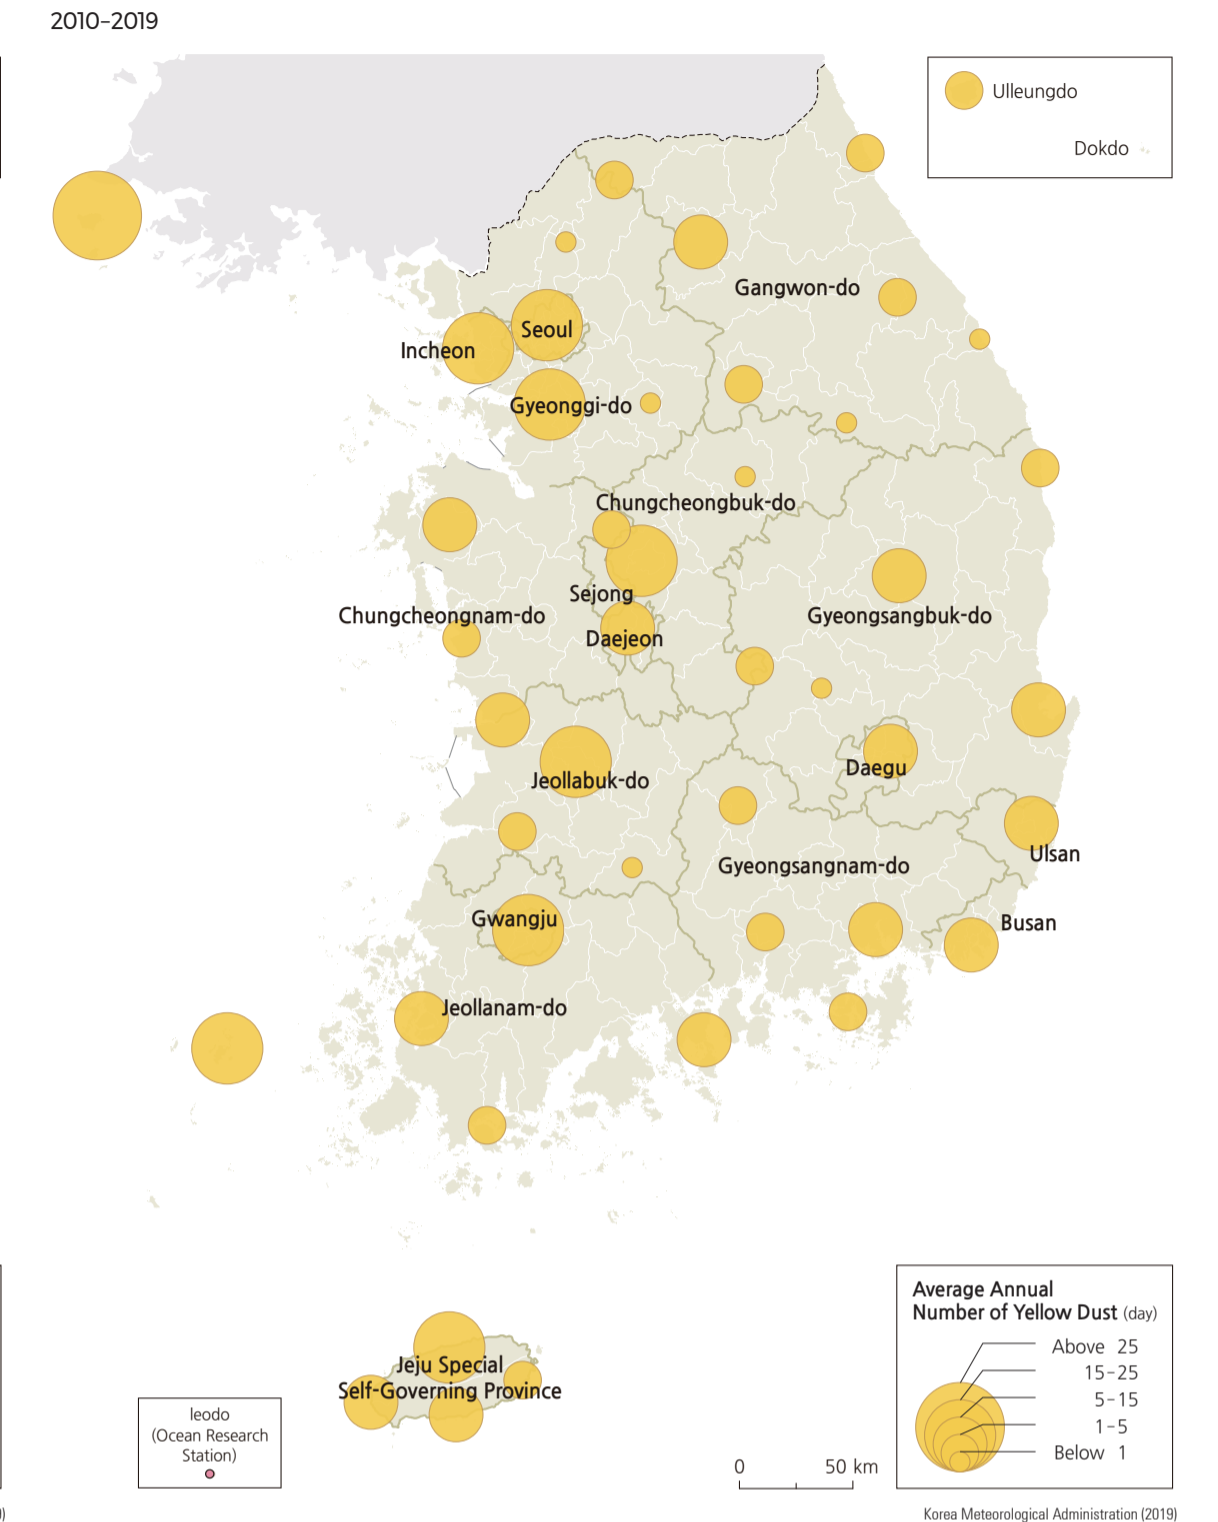 2010–2019
Ulleungdo
Dokdo
Gangwon-do
Seoul
Incheon
Gyeonggi-do
Chungcheongbuk-do
Sejong
Chungcheongnam-do
Gyeongsangbuk-do
Daejeon
Daegu
Jeollabuk-do
Ulsan
Gyeongsangnam-do
Gwangju
Busan
Jeollanam-do
Jeju Special
Self-Governing Province
Ieodo
(Ocean Research
Station)
0 50 km
Average Annual
Number of Yellow Dust (day)
Above 25
15–25
5–15
1–5
Below 1
)
Korea Meteorological Administration (2019)